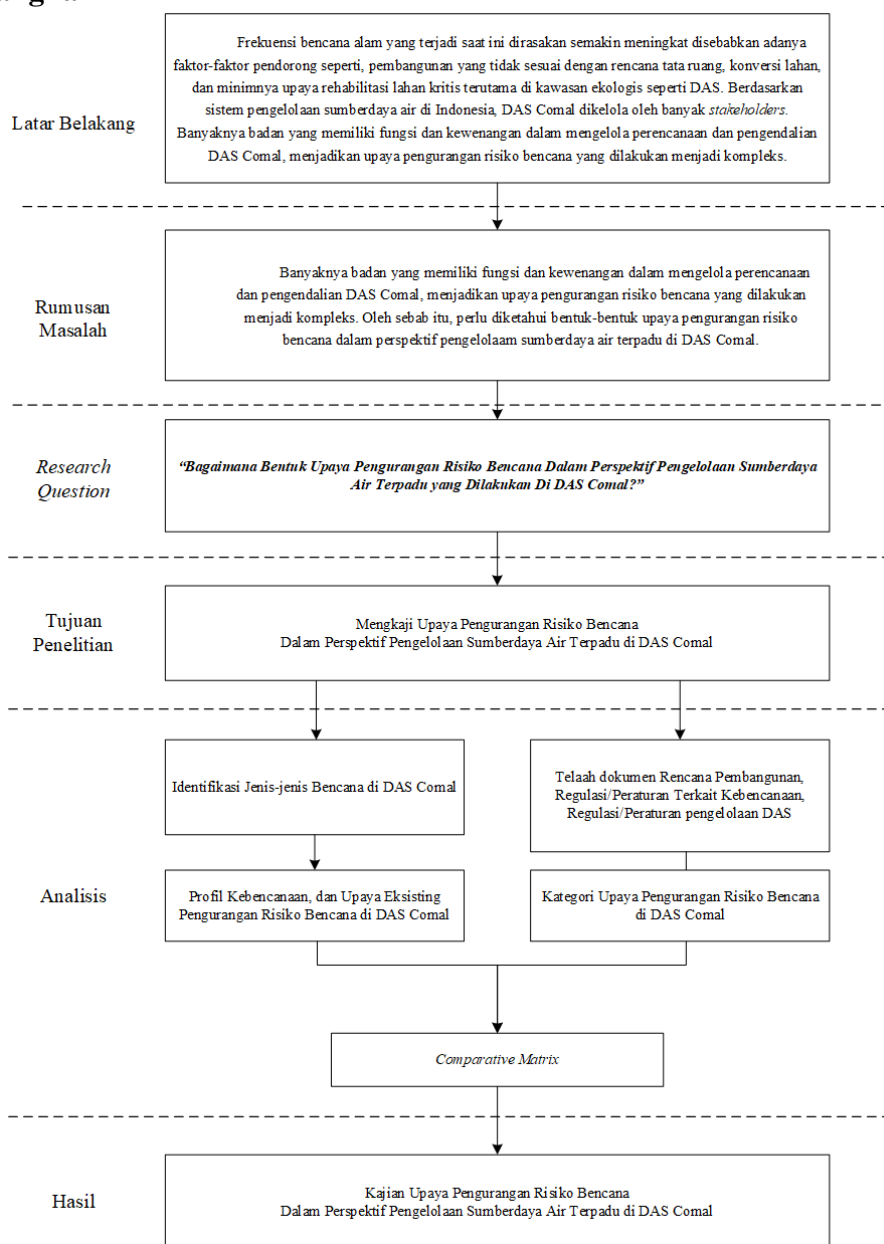 Latar Belakang
Frekuensi bencana alam yang terjadi saat ini dirasakan semakin meningkat disebabkan adanya
faktor-faktor pendorong seperti, pembangunan yang tidak sesuai dengan rencana tata ruang, konversi lahan,
dan minimnya upaya rehabilitasi lahan kritis terutama di kawasan ekologis seperti DAS. Berdasarkan
sistem pengelolaan sumberdaya air di Indonesia, DAS Comal dikelola oleh banyak stakeholders.
Banyaknya badan yang memiliki fungsi dan kewenangan dalam mengelola perencanaan dan pengendalian
DAS Comal, menjadikan upaya pengurangan risiko bencana yang dilakukan menjadi kompleks.
Rumusan
Masalah
Banyaknya badan yang memiliki fungsi dan kewenangan dalam mengelola perencanaan
dan pengendalian DAS Comal, menjadikan upaya pengurangan risiko bencana yang dilakukan
menjadi kompleks. Oleh sebab itu, perlu diketahui bentuk-bentuk upaya pengurangan risiko
bencana dalam perspektif pengelolaam sumberdaya air terpadu di DAS Comal.
Research
Question
“Bagaimana Bentuk Upaya Pengurangan Risiko Bencana Dalam Perspektif Pengelolaan Sumberdaya
Air Terpadu yang Dilakukan Di DAS Comal?”
Tujuan
Penelitian
Mengkaji Upaya Pengurangan Risiko Bencana
Dalam Perspektif Pengelolaan Sumberdaya Air Terpadu di DAS Comal
Analisis
Identifikasi Jenis-jenis Bencana di DAS Comal
Telaah dokumen Rencana Pembangunan,
Regulasi/Peraturan Terkait Kebencanaan,
Regulasi/Peraturan pengelolaan DAS
Profil Kebencanaan, dan Upaya Eksisting
Pengurangan Risiko Bencana di DAS Comal
Kategori Upaya Pengurangan Risiko Bencana
di DAS Comal
Comparative Matrix
Hasil
Kajian Upaya Pengurangan Risiko Bencana
Dalam Perspektif Pengelolaan Sumberdaya Air Terpadu di DAS Comal